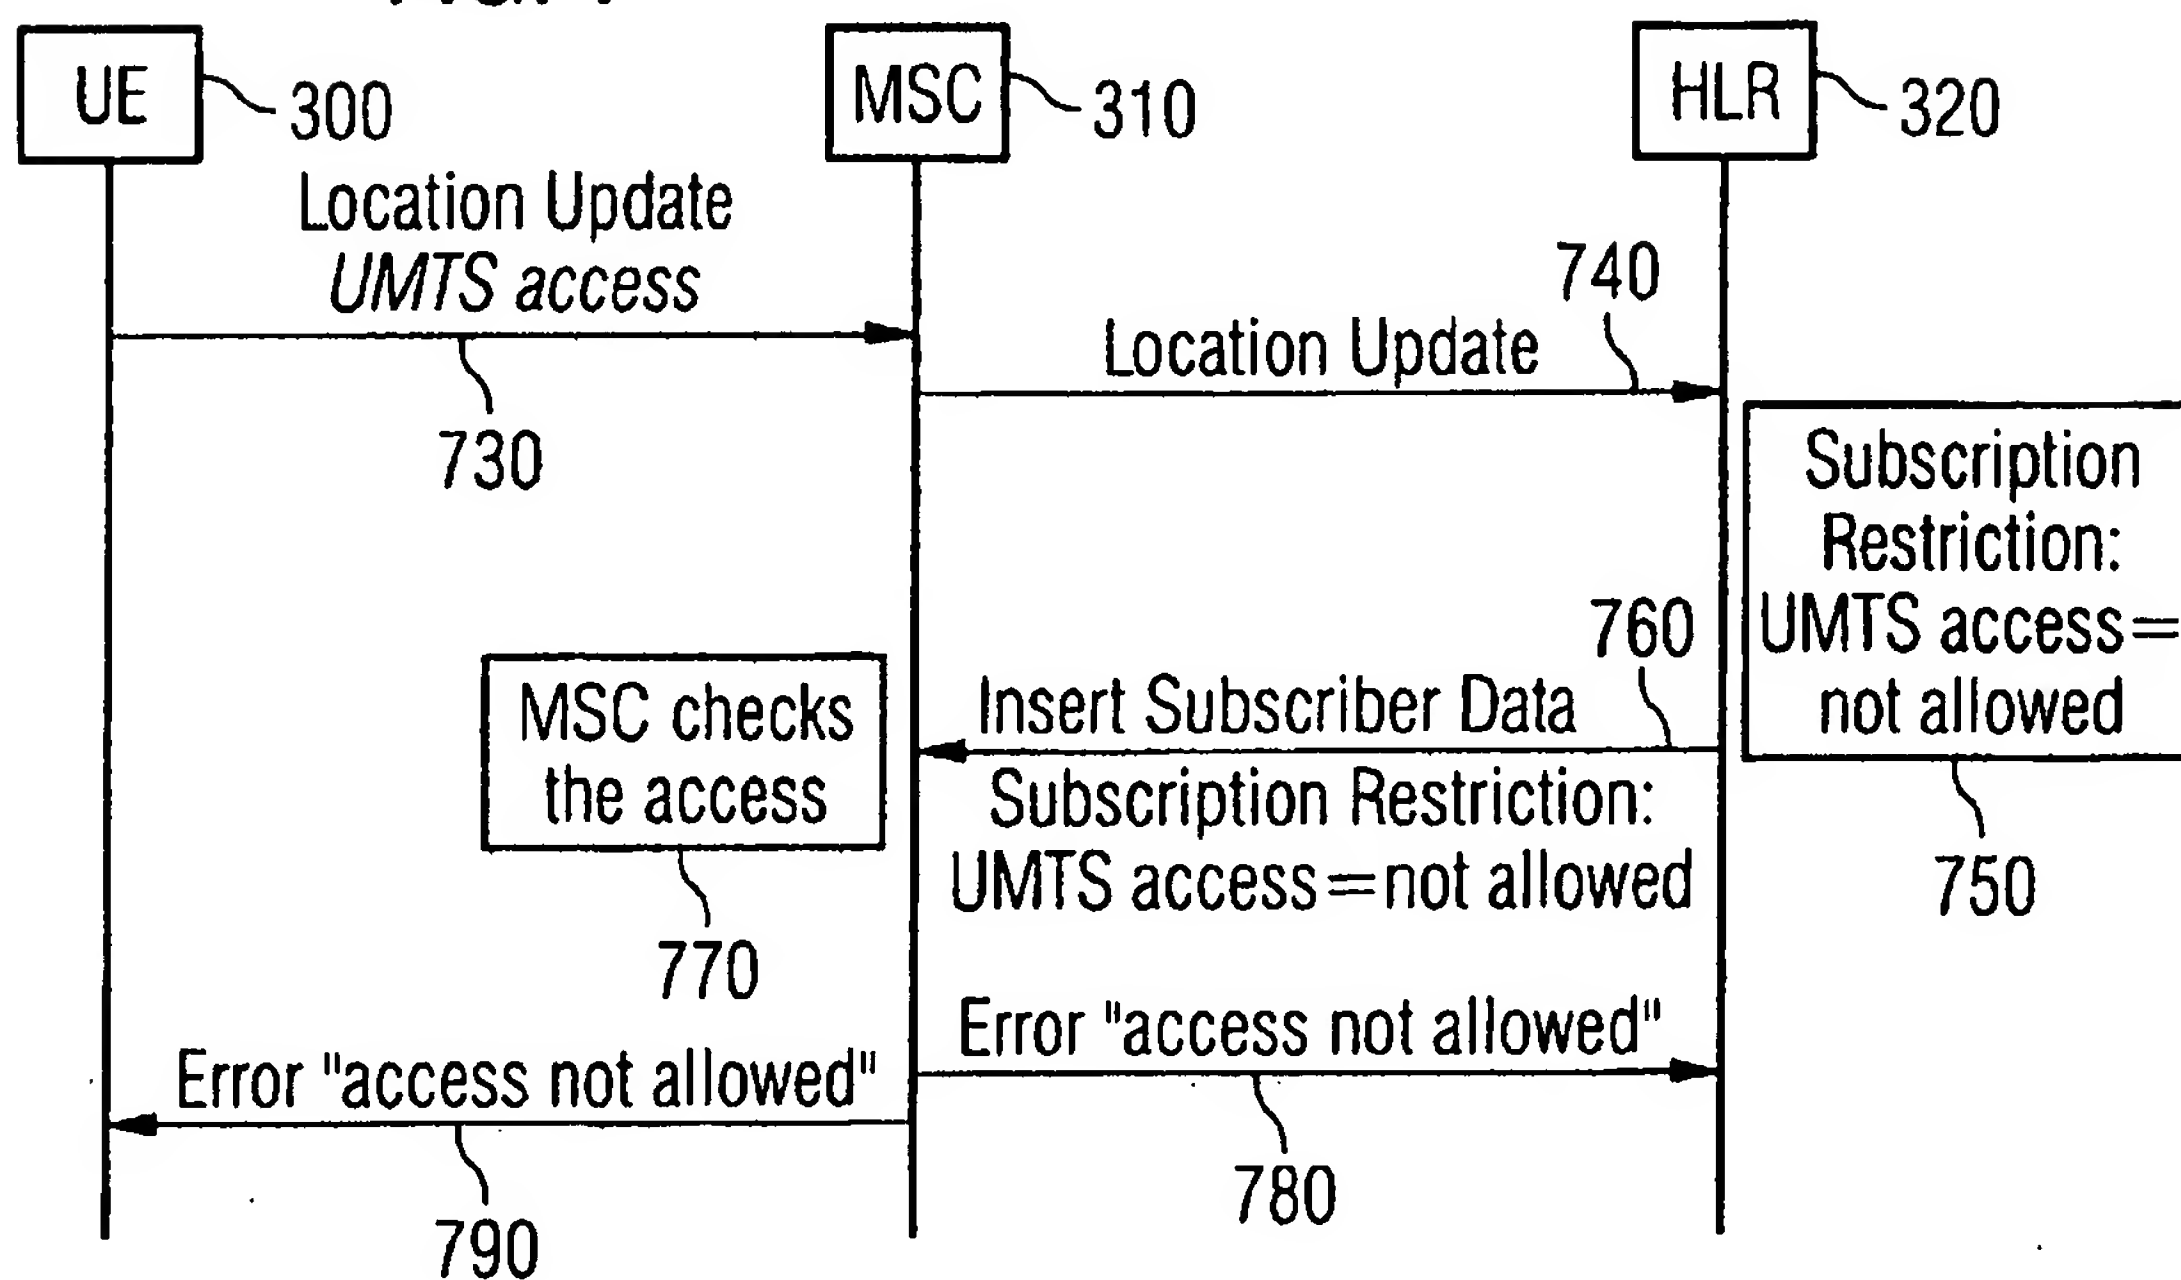 UE
300
MSC
310
HLR
320
Location Update
UMTS access
730
740
Location Update
Subscription
Restriction:
UMTS access=
not allowed
750
760
Insert Subscriber Data
Subscription Restriction:
UMTS access=not allowed
MSC checks
the access
770
Error "access not allowed"
780
Error "access not allowed"
790